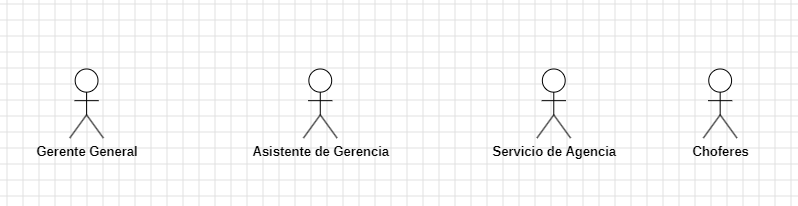 Gerente General
Asistente de Gerencia
Servicio de Agencia
Choferes